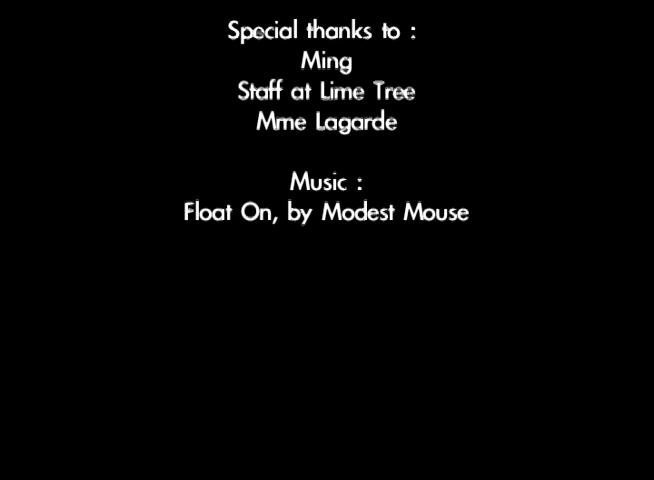 Special thanks to :
Ming
Staff at Lime Tree
Mme Lagarde
Music :
Float On, by Modest Mouse